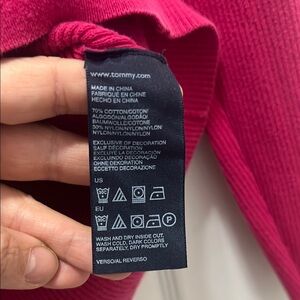 www.tommy.com
MADE IN CHINA
FABRIQUÉ EN CHINE
HECHO EN CHINA
70% COTTON/COTON/
ALGODÓN/ALGODÃO/
BAUMWOLLE/COTONE
30% NYLON/NYLON/NYLON/
NYLON/NYLON/NYLON
EXCLUSIVE OF DECORATION
SAUF DÉCORATION
EXCLUYE LA DECORACIÓN
EXCLUINDO DECORAÇÃO
OHNE DEKORATION
ECCETTO DECORAZIONE
US
EU
P
WASH AND DRY INSIDE OUT,
WASH COLD, DARK COLORS
SEPARATELY, DRY PROMPTLY
VERSO/AL REVERSO